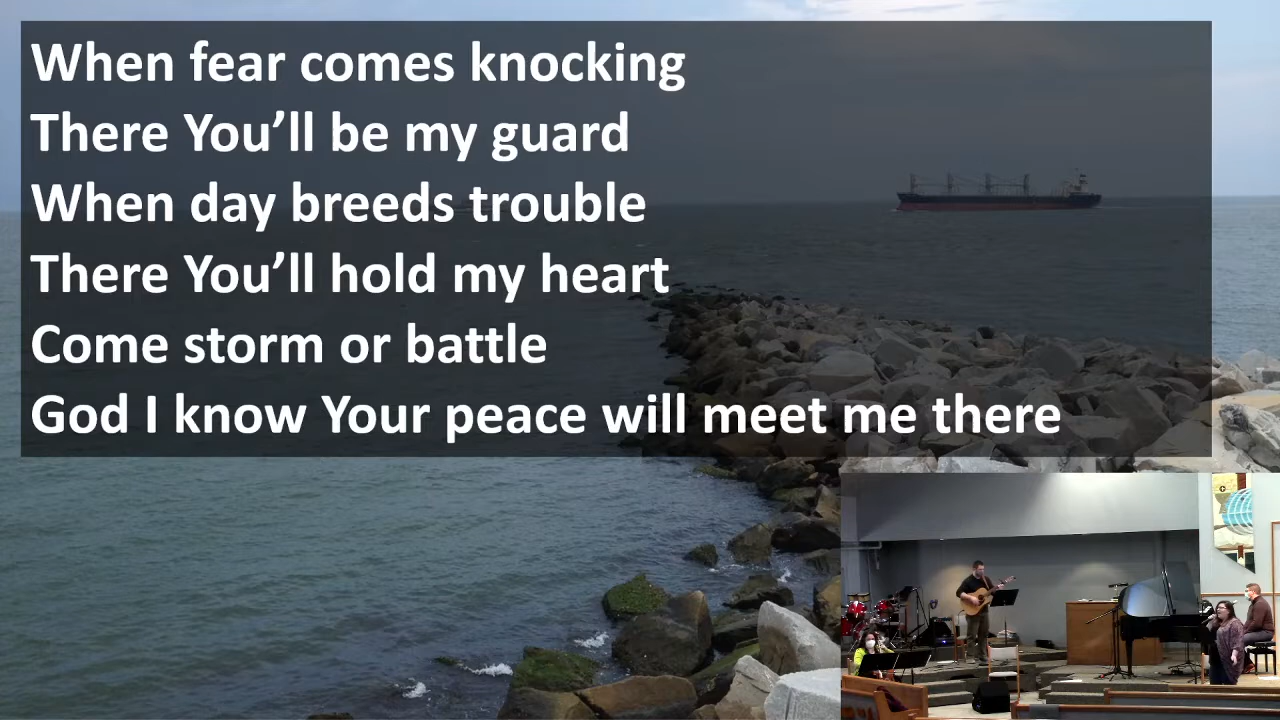 When fear comes knocking
There You’ll be my guard
When day breeds trouble
There You’ll hold my heart
Come storm or battle
God I know Your peace will meet me there